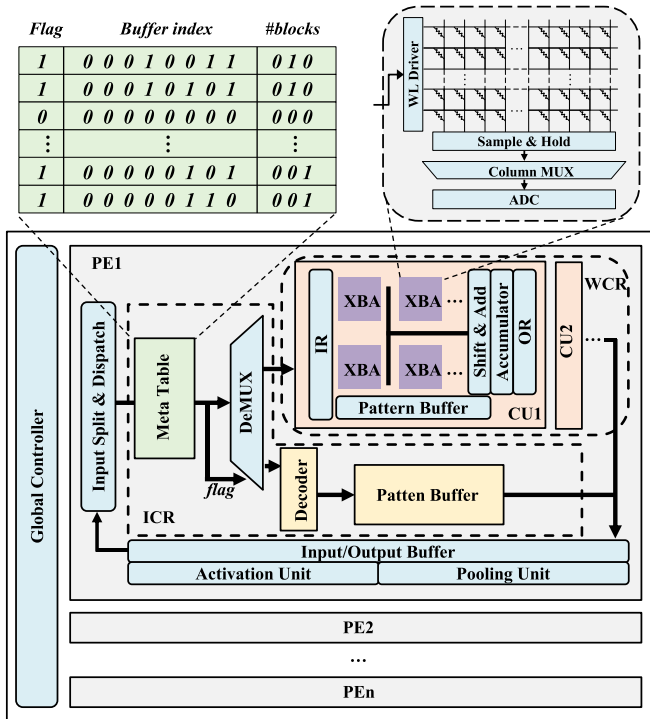 Flag Buffer index #blocks
1 0 0 0 1 0 0 1 1 0 1 0
1 0 0 0 1 0 1 0 1 0 1 0
0 0 0 0 0 0 0 0 0 0 0 0
⋮ ⋮ ⋮
1 0 0 0 0 0 1 0 1 0 0 1
1 0 0 0 0 0 1 1 0 0 0 1
WL Driver
Sample & Hold
Column MUX
ADC
Global Controller
PE1
Input Split & Dispatch
Meta Table
DeMUX
flag
ICR
IR
XBA
XBA ...
XBA
XBA ...
Shift & Add
Accumulator
OR
Pattern Buffer
CU1
CU2
WCR
......
Decoder
Patten Buffer
Input/Output Buffer
Activation Unit
Pooling Unit
PE2
...
PEn